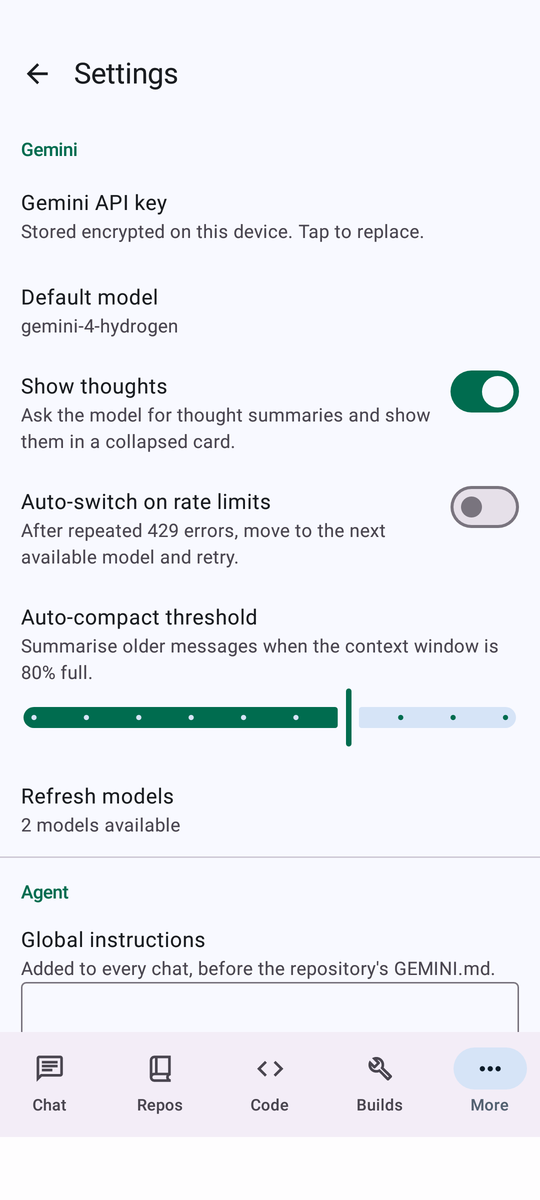 Settings
Gemini
Gemini API key
Stored encrypted on this device. Tap to replace.
Default model
gemini-4-hydrogen
Show thoughts
Ask the model for thought summaries and show
them in a collapsed card.
Auto-switch on rate limits
After repeated 429 errors, move to the next
available model and retry.
Auto-compact threshold
Summarise older messages when the context window is
80% full.
Refresh models
2 models available
Agent
Global instructions
Added to every chat, before the repository's GEMINI.md.
Chat
Repos
Code
Builds
More